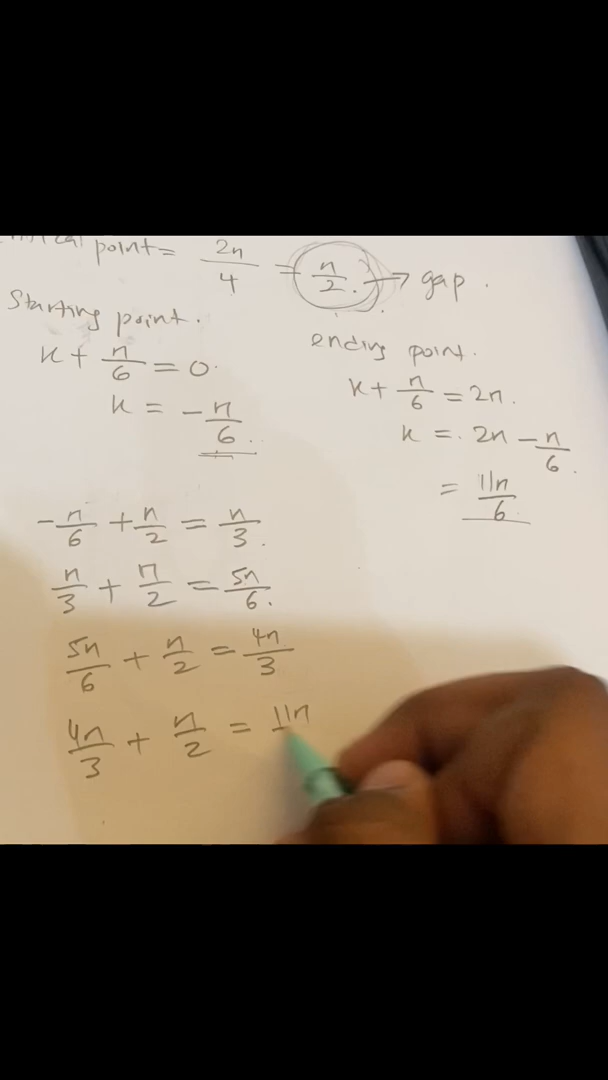 point = 2π/4 = π/2. → gap.
Starting point.
x + π/6 = 0.
x = -π/6.
ending point.
x + π/6 = 2π.
x = 2π - π/6.
= 11π/6
-π/6 + π/2 = π/3.
π/3 + π/2 = 5π/6.
5π/6 + π/2 = 4π/3
4π/3 + π/2 = 11π